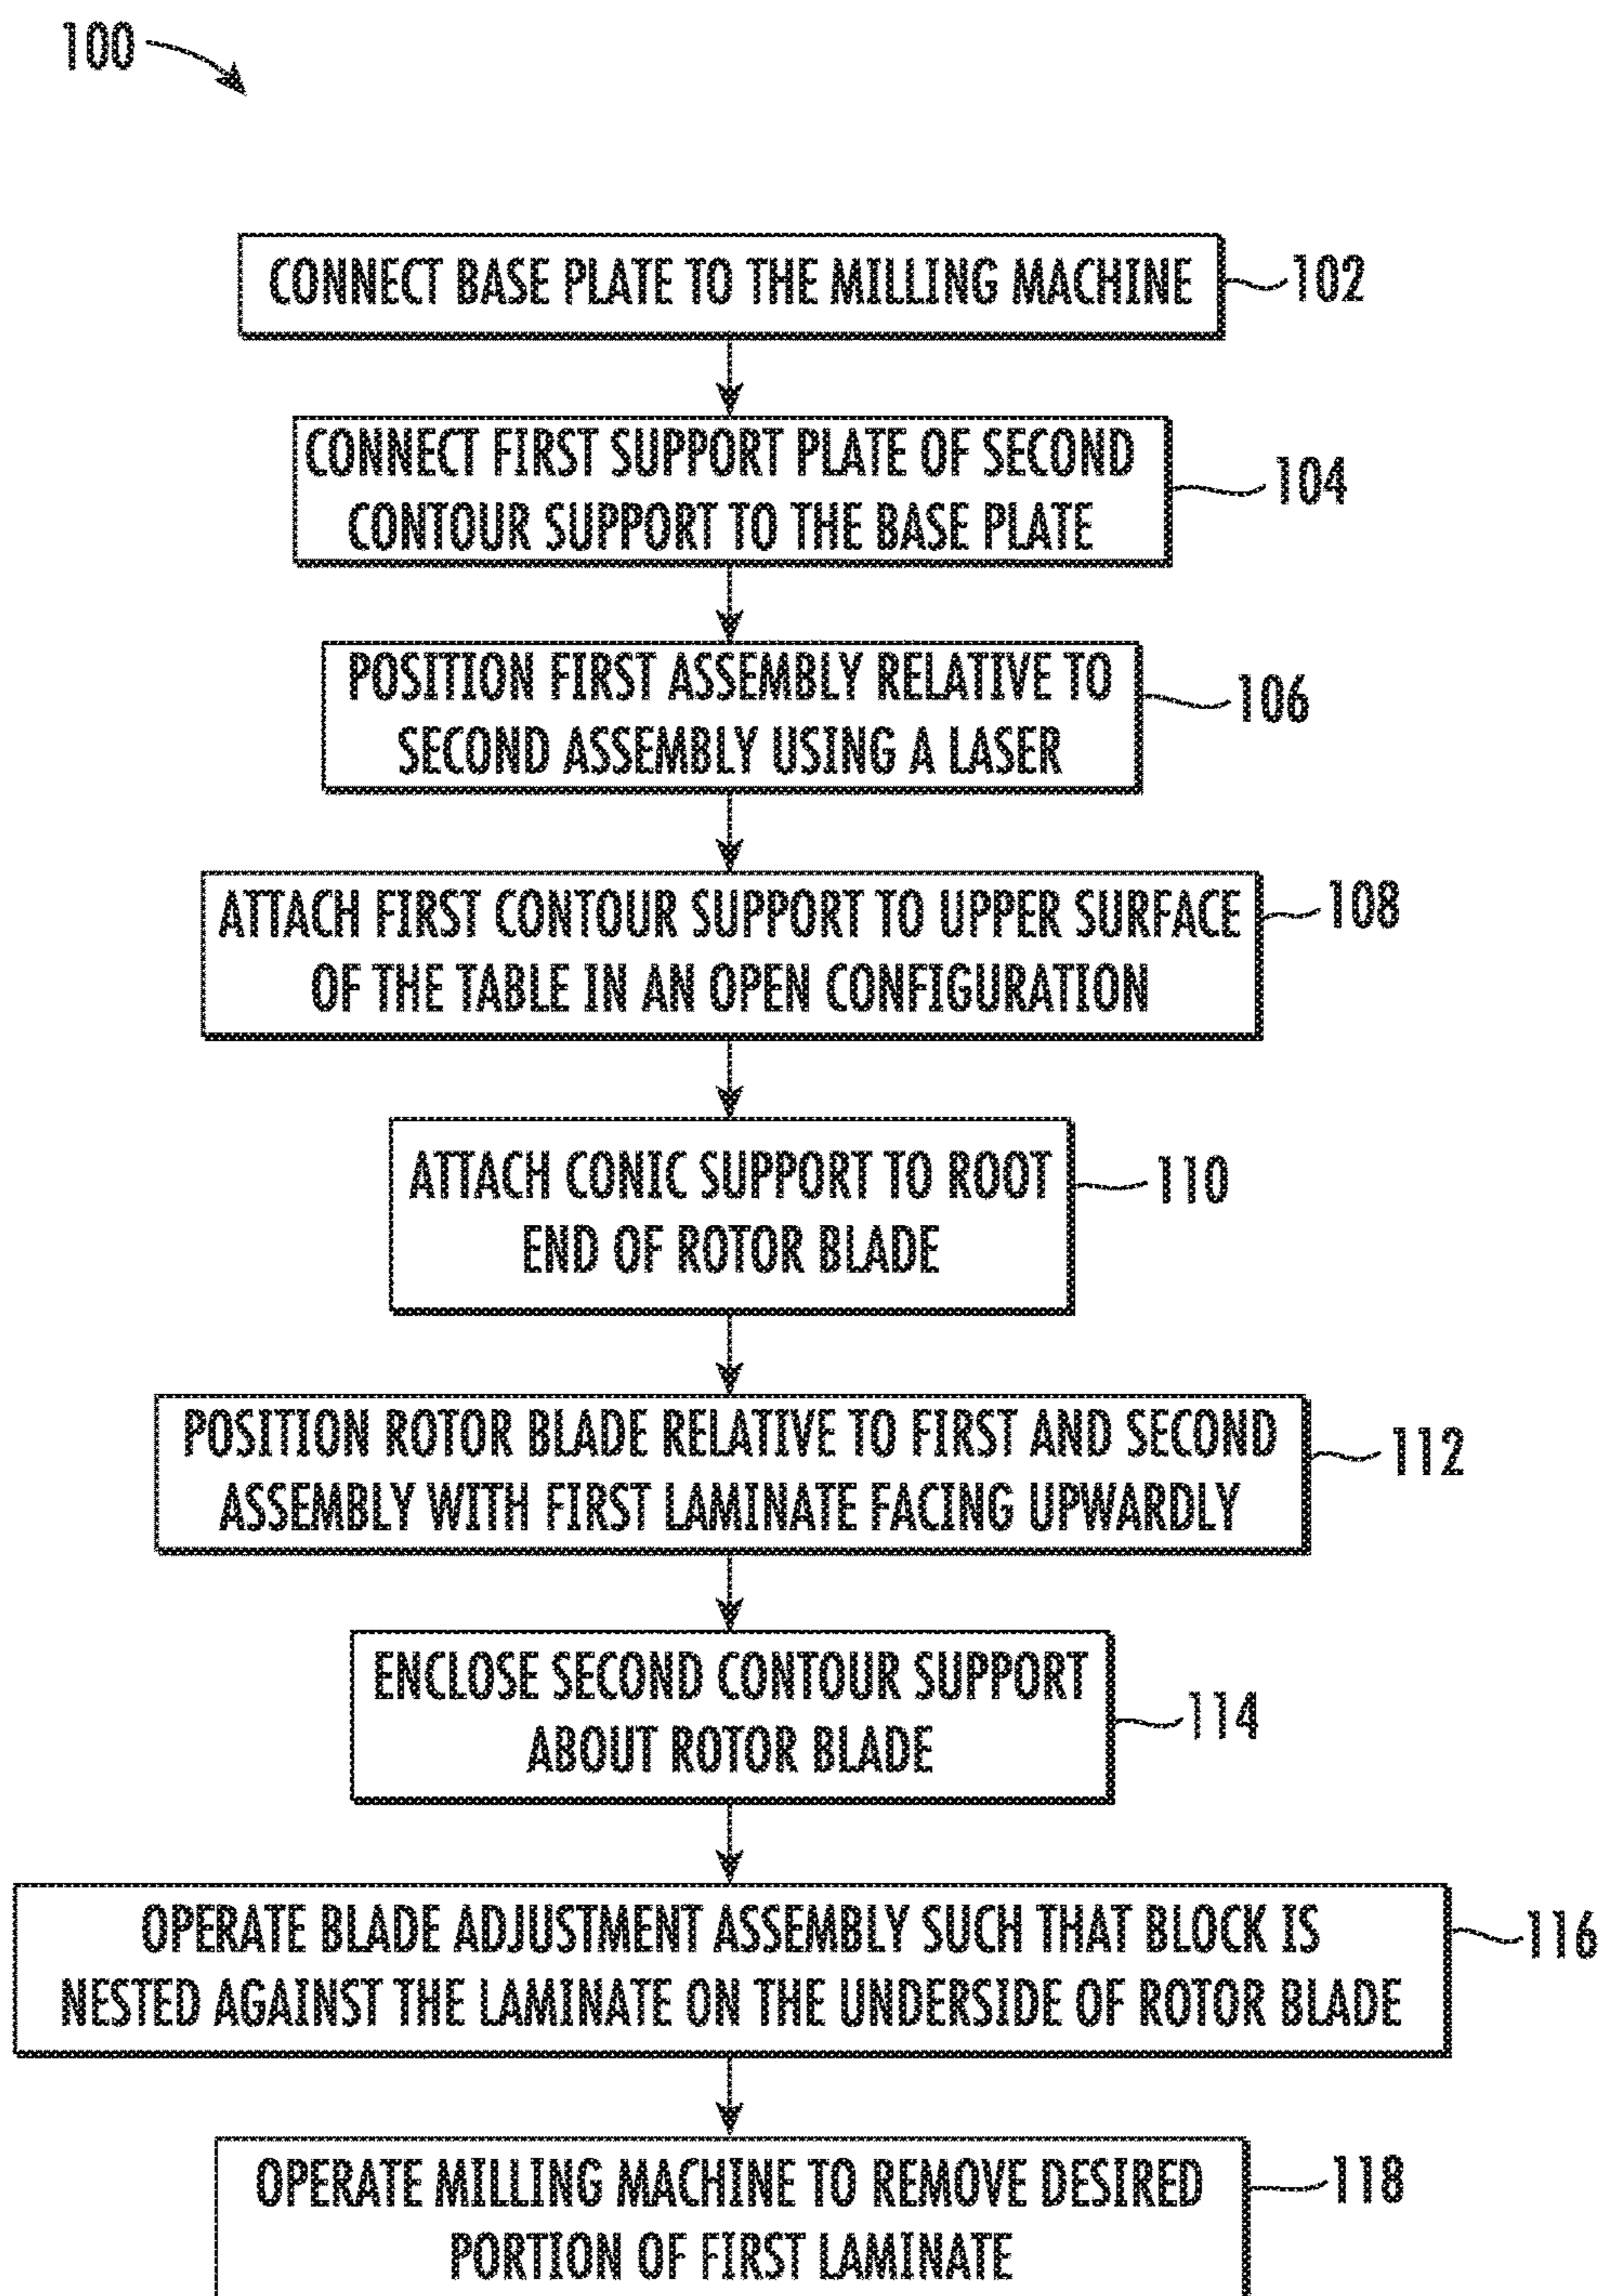 100
CONNECT BASE PLATE TO THE MILLING MACHINE
102
CONNECT FIRST SUPPORT PLATE OF SECOND
CONTOUR SUPPORT TO THE BASE PLATE
104
POSITION FIRST ASSEMBLY RELATIVE TO
SECOND ASSEMBLY USING A LASER
106
ATTACH FIRST CONTOUR SUPPORT TO UPPER SURFACE
OF THE TABLE IN AN OPEN CONFIGURATION
108
ATTACH CONIC SUPPORT TO ROOT
END OF ROTOR BLADE
110
POSITION ROTOR BLADE RELATIVE TO FIRST AND SECOND
ASSEMBLY WITH FIRST LAMINATE FACING UPWARDLY
112
ENCLOSE SECOND CONTOUR SUPPORT
ABOUT ROTOR BLADE
114
OPERATE BLADE ADJUSTMENT ASSEMBLY SUCH THAT BLOCK IS
NESTED AGAINST THE LAMINATE ON THE UNDERSIDE OF ROTOR BLADE
116
OPERATE MILLING MACHINE TO REMOVE DESIRED
PORTION OF FIRST LAMINATE
118